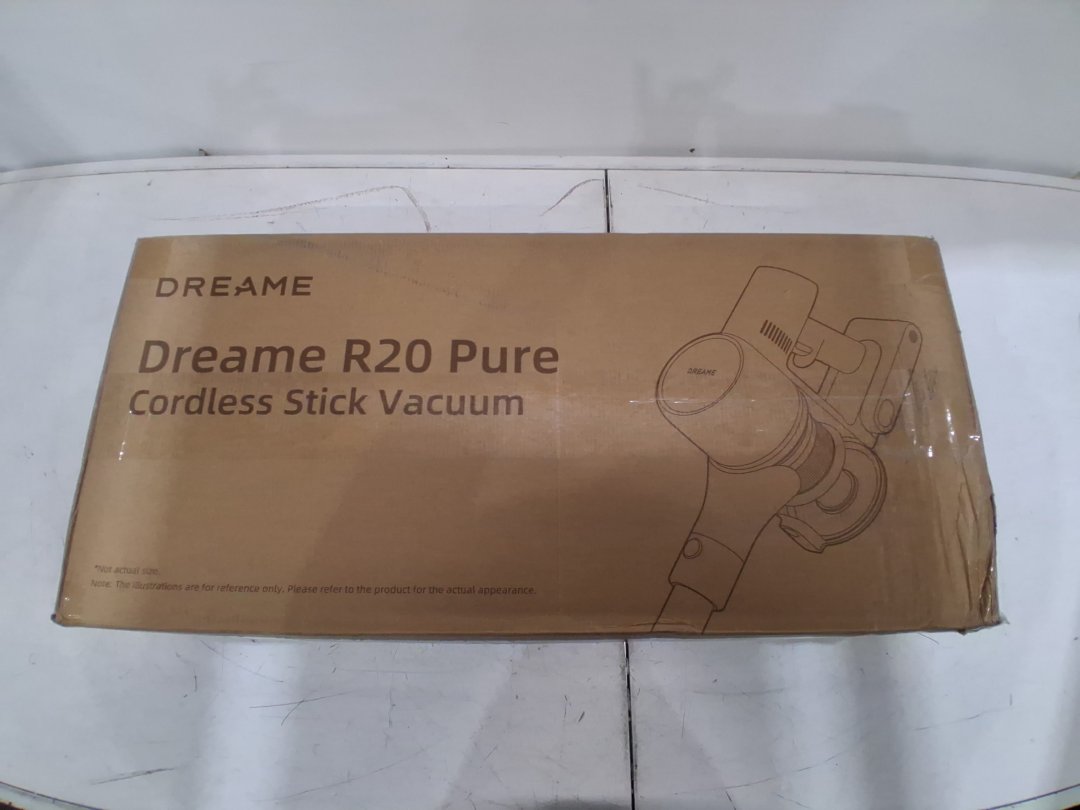 DREAME
Dreame R20 Pure
Cordless Stick Vacuum
DREAME
*Not actual size.
Note: The illustrations are for reference only. Please refer to the product for the actual appearance.